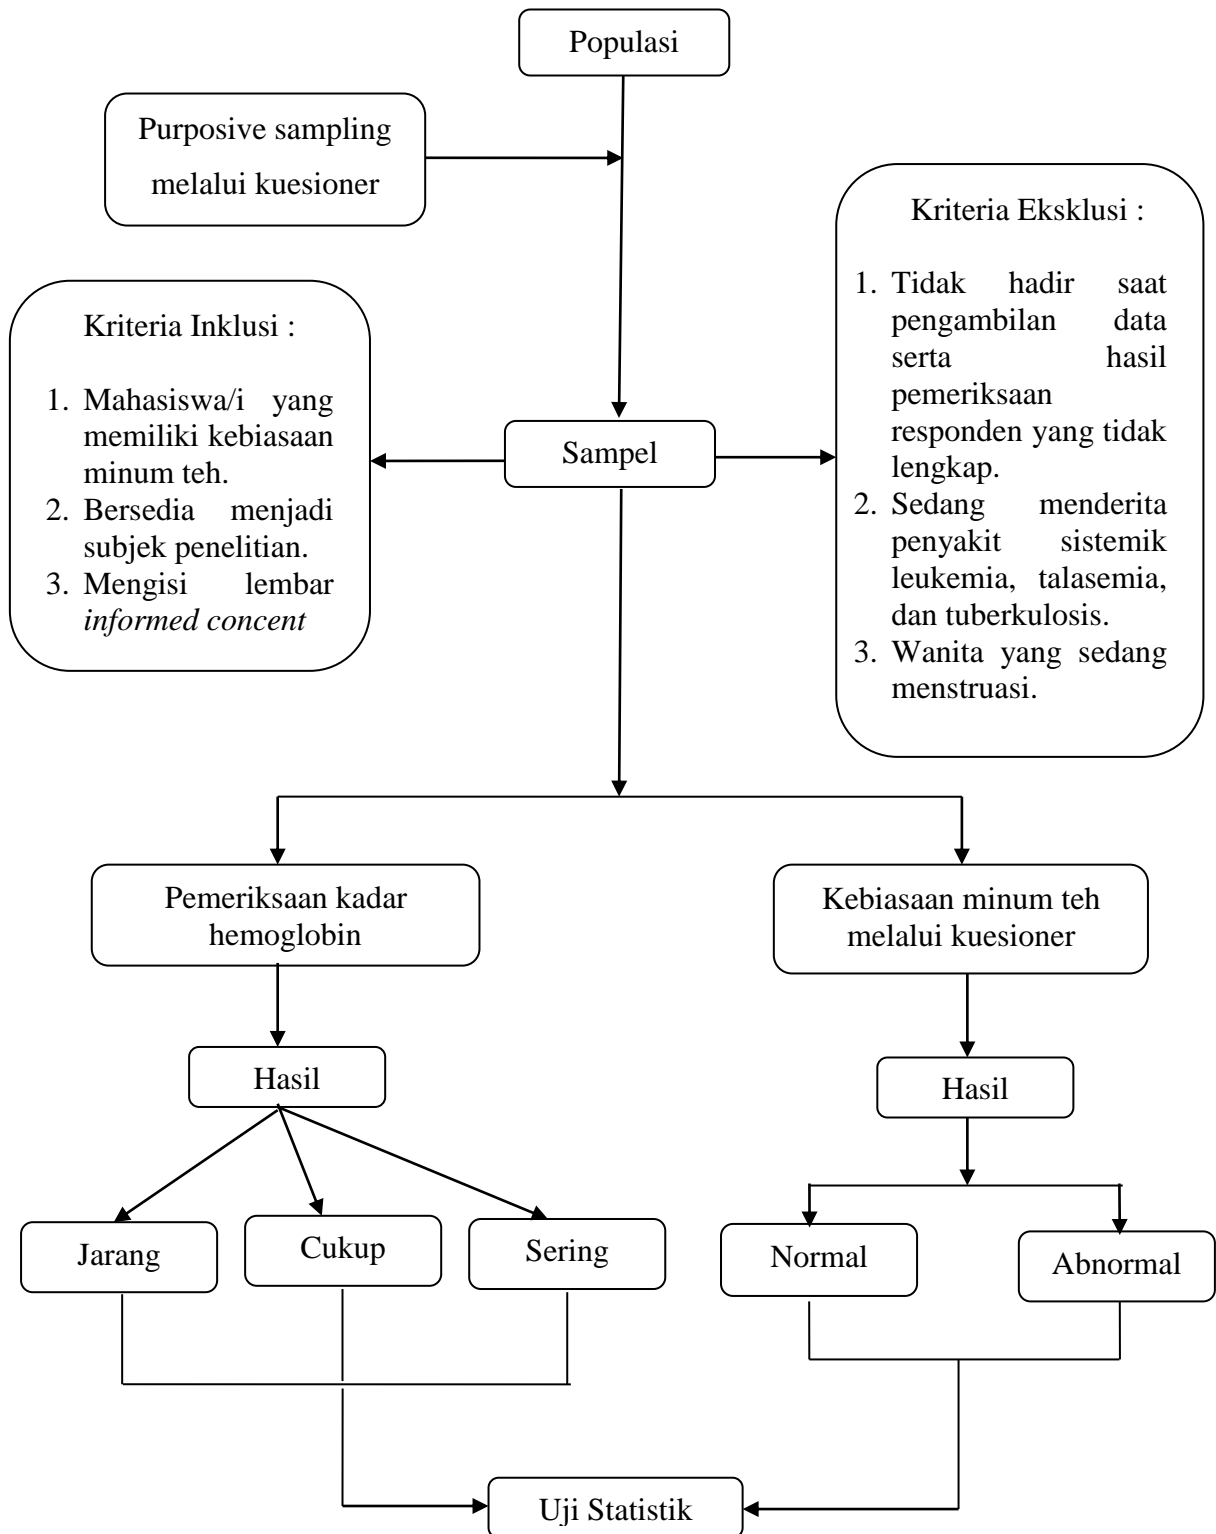 Populasi
Purposive sampling
melalui kuesioner
Kriteria Eksklusi :
1. Tidak hadir saat
pengambilan data
serta hasil
pemeriksaan
responden yang tidak
lengkap.
2. Sedang menderita
penyakit sistemik
leukemia, talasemia,
dan tuberkulosis.
3. Wanita yang sedang
menstruasi.
Kriteria Inklusi :
1. Mahasiswa/i yang
memiliki kebiasaan
minum teh.
2. Bersedia menjadi
subjek penelitian.
3. Mengisi lembar
informed concent
Sampel
Pemeriksaan kadar
hemoglobin
Kebiasaan minum teh
melalui kuesioner
Hasil
Hasil
Jarang
Cukup
Sering
Normal
Abnormal
Uji Statistik